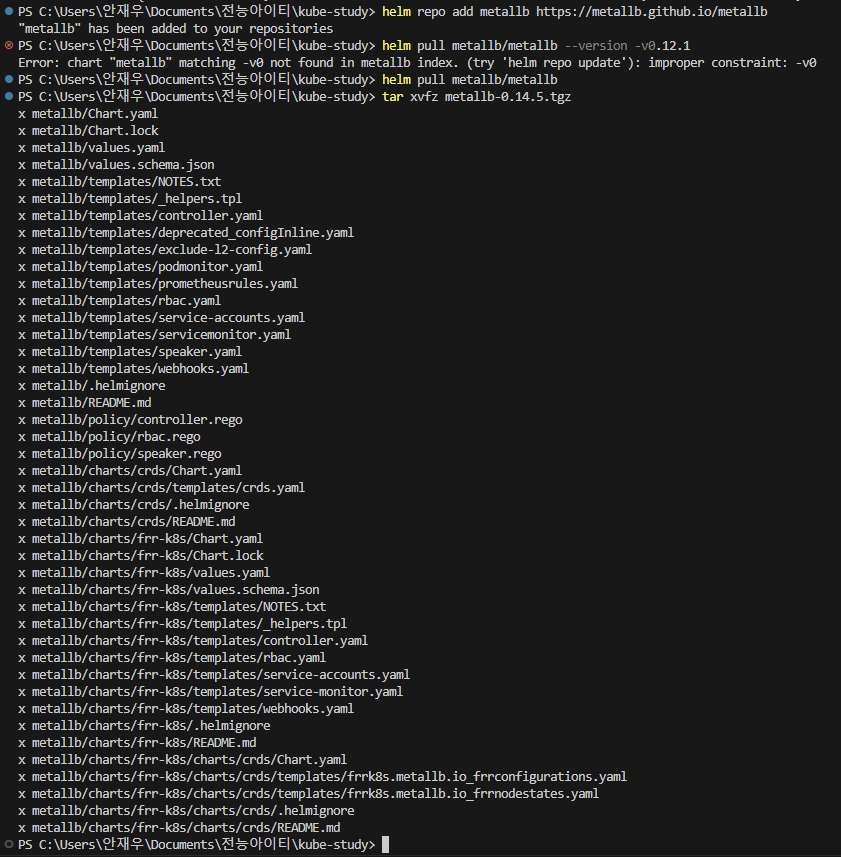 PS C:\Users\안재우\Documents\전능아이티\kube-study> helm repo add metallb https://metallb.github.io/metallb
"metallb" has been added to your repositories
PS C:\Users\안재우\Documents\전능아이티\kube-study> helm pull metallb/metallb --version -v0.12.1
Error: chart "metallb" matching -v0 not found in metallb index. (try 'helm repo update'): improper constraint: -v0
PS C:\Users\안재우\Documents\전능아이티\kube-study> helm pull metallb/metallb
PS C:\Users\안재우\Documents\전능아이티\kube-study> tar xvfz metallb-0.14.5.tgz
x metallb/Chart.yaml
x metallb/Chart.lock
x metallb/values.yaml
x metallb/values.schema.json
x metallb/templates/NOTES.txt
x metallb/templates/_helpers.tpl
x metallb/templates/controller.yaml
x metallb/templates/deprecated_configInline.yaml
x metallb/templates/exclude-l2-config.yaml
x metallb/templates/podmonitor.yaml
x metallb/templates/prometheusrules.yaml
x metallb/templates/rbac.yaml
x metallb/templates/service-accounts.yaml
x metallb/templates/servicemonitor.yaml
x metallb/templates/speaker.yaml
x metallb/templates/webhooks.yaml
x metallb/.helmignore
x metallb/README.md
x metallb/policy/controller.rego
x metallb/policy/rbac.rego
x metallb/policy/speaker.rego
x metallb/charts/crds/Chart.yaml
x metallb/charts/crds/templates/crds.yaml
x metallb/charts/crds/.helmignore
x metallb/charts/crds/README.md
x metallb/charts/frr-k8s/Chart.yaml
x metallb/charts/frr-k8s/Chart.lock
x metallb/charts/frr-k8s/values.yaml
x metallb/charts/frr-k8s/values.schema.json
x metallb/charts/frr-k8s/templates/NOTES.txt
x metallb/charts/frr-k8s/templates/_helpers.tpl
x metallb/charts/frr-k8s/templates/controller.yaml
x metallb/charts/frr-k8s/templates/rbac.yaml
x metallb/charts/frr-k8s/templates/service-accounts.yaml
x metallb/charts/frr-k8s/templates/service-monitor.yaml
x metallb/charts/frr-k8s/templates/webhooks.yaml
x metallb/charts/frr-k8s/.helmignore
x metallb/charts/frr-k8s/README.md
x metallb/charts/frr-k8s/charts/crds/Chart.yaml
x metallb/charts/frr-k8s/charts/crds/templates/frrk8s.metallb.io_frrconfigurations.yaml
x metallb/charts/frr-k8s/charts/crds/templates/frrk8s.metallb.io_frrnodestates.yaml
x metallb/charts/frr-k8s/charts/crds/.helmignore
x metallb/charts/frr-k8s/charts/crds/README.md
PS C:\Users\안재우\Documents\전능아이티\kube-study>